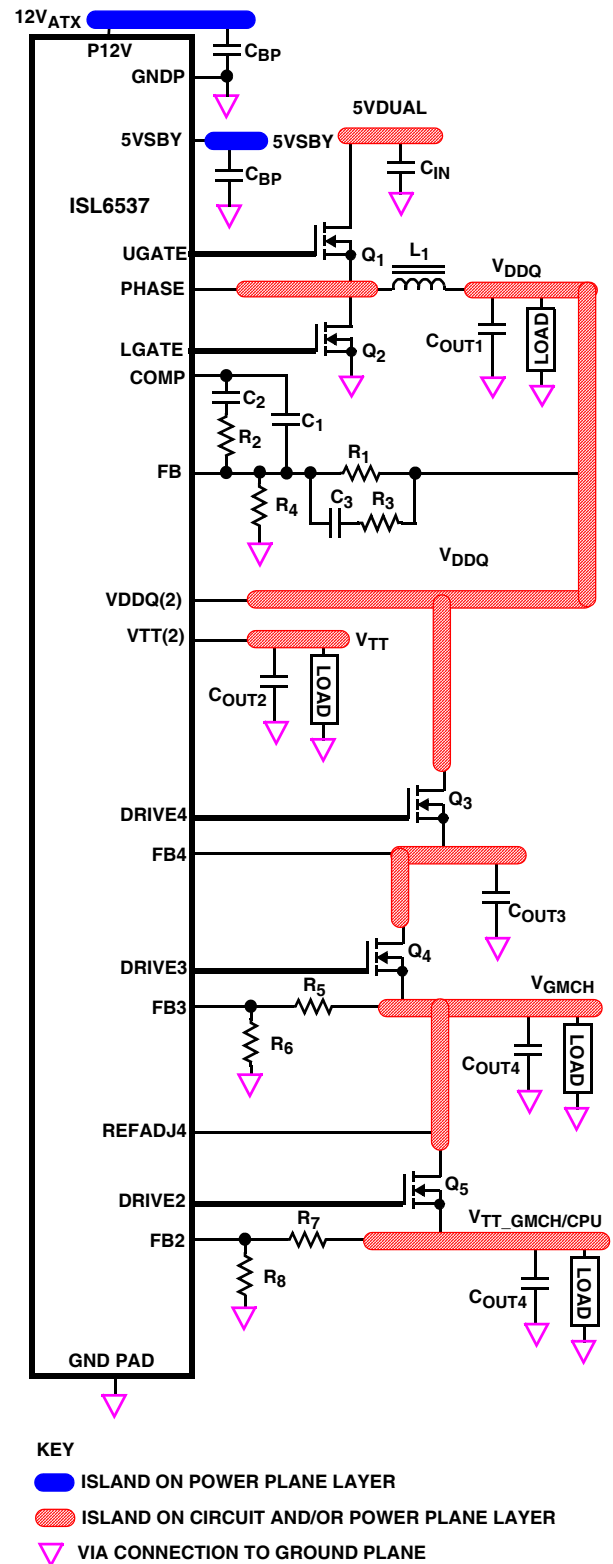 12VATX
P12V
CBP
GNDP
5VDUAL
5VSBY
5VSBY
CBP
CIN
ISL6537
UGATE
Q1
L1
VDDQ
PHASE
LGATE
Q2
COUT1
LOAD
COMP
C2
C1
R2
R1
FB
C3
R3
R4
VDDQ
VDDQ(2)
VTT(2)
VTT
COUT2
LOAD
Q3
DRIVE4
FB4
COUT3
Q4
DRIVE3
R5
VGMCH
FB3
R6
COUT4
LOAD
REFADJ4
Q5
DRIVE2
R7
VTT_GMCH/CPU
FB2
R8
COUT4
LOAD
GND PAD
KEY
ISLAND ON POWER PLANE LAYER
ISLAND ON CIRCUIT AND/OR POWER PLANE LAYER
VIA CONNECTION TO GROUND PLANE